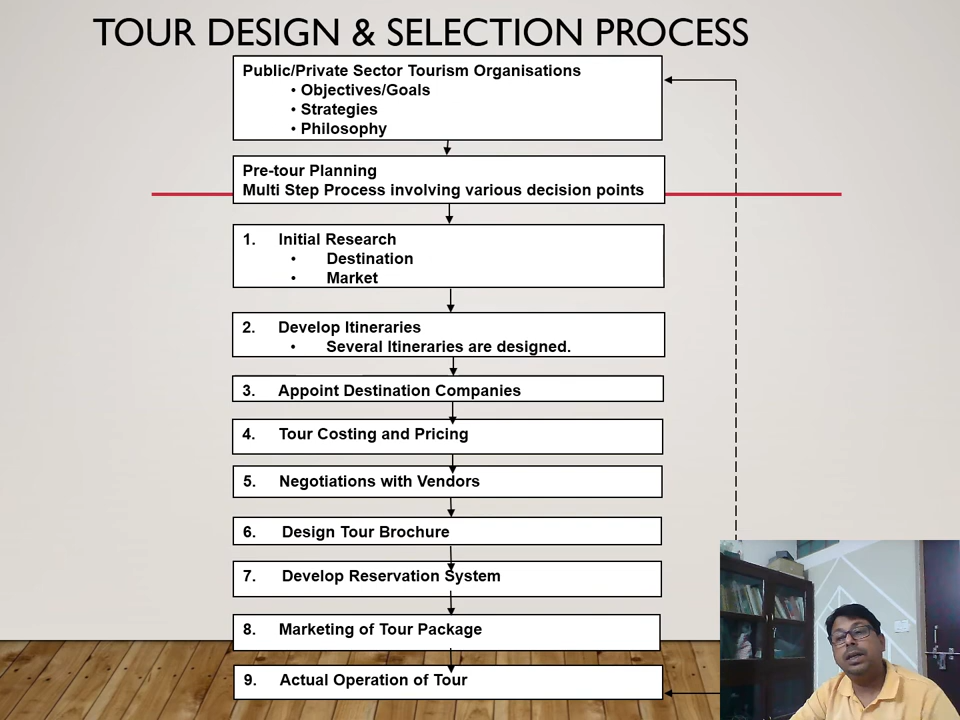 TOUR DESIGN & SELECTION PROCESS
Public/Private Sector Tourism Organisations
• Objectives/Goals
• Strategies
• Philosophy
Pre-tour Planning
Multi Step Process involving various decision points
1. Initial Research
• Destination
• Market
2. Develop Itineraries
• Several Itineraries are designed.
3. Appoint Destination Companies
4. Tour Costing and Pricing
5. Negotiations with Vendors
6. Design Tour Brochure
7. Develop Reservation System
8. Marketing of Tour Package
9. Actual Operation of Tour